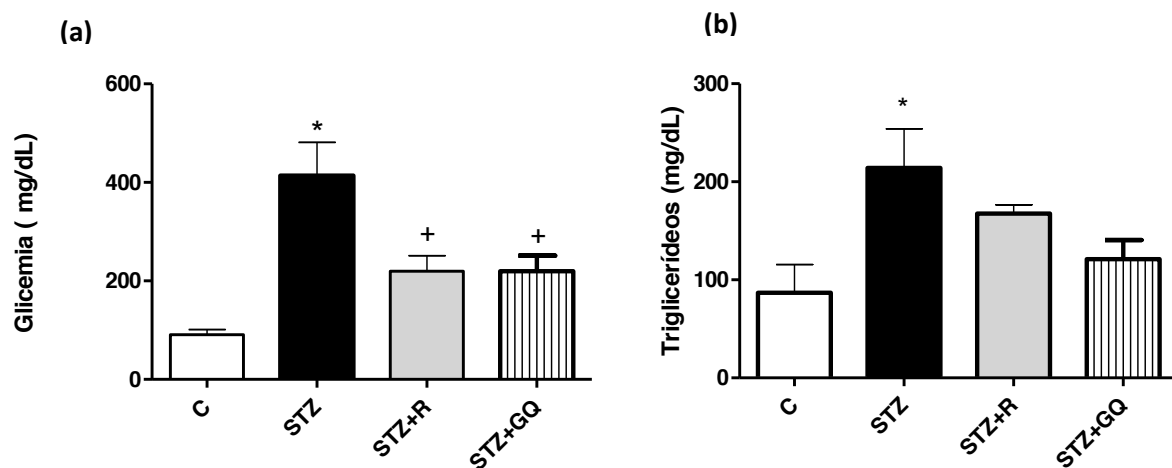 (a)
Glicemia ( mg/dL)
600
400
200
0
*
+
+
C
STZ
STZ+R
STZ+GQ
(b)
Triglicerídeos (mg/dL)
300
200
100
0
*
C
STZ
STZ+R
STZ+GQ